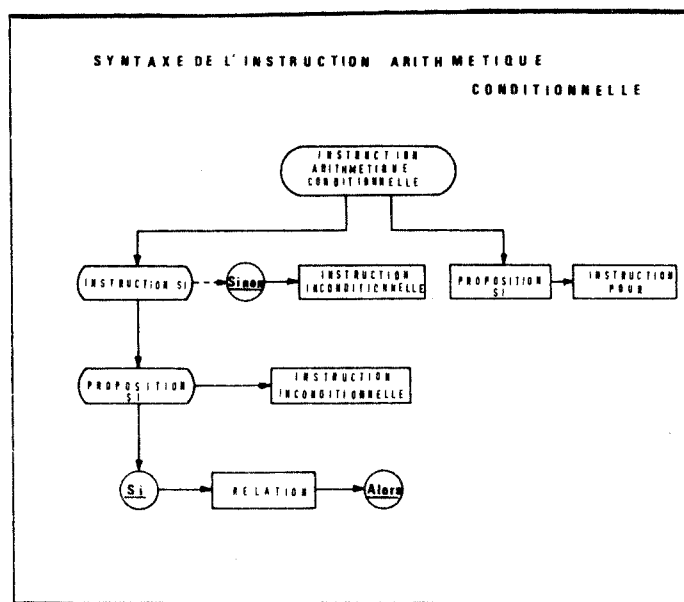 SYNTAXE DE L'INSTRUCTION ARITHMETIQUE
CONDITIONNELLE
INSTRUCTION
ARITHMETIQUE
CONDITIONNELLE
INSTRUCTION SI
Sinon
INSTRUCTION
INCONDITIONNELLE
PROPOSITION
SI
INSTRUCTION
POUR
PROPOSITION
SI
INSTRUCTION
INCONDITIONNELLE
Si
RELATION
Alors